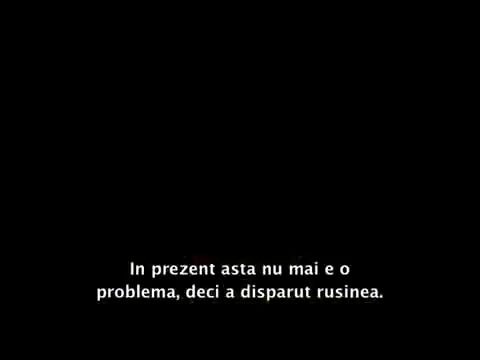 In prezent asta nu mai e o
problema, deci a disparut rusinea.